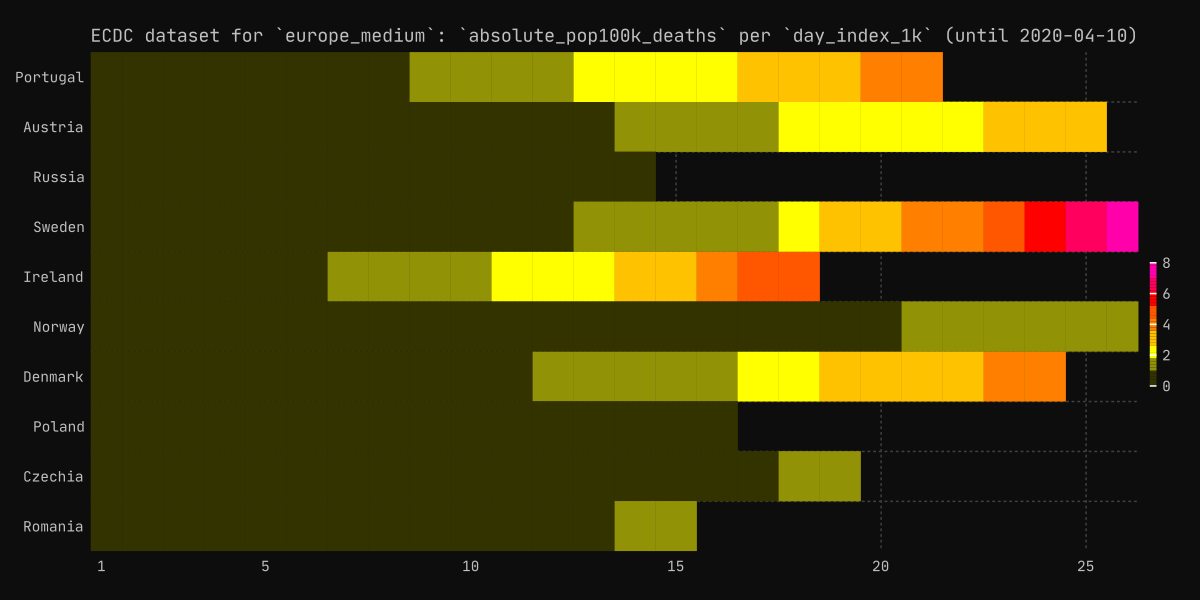 ECDC dataset for `europe_medium`: `absolute_pop100k_deaths` per `day_index_1k` (until 2020-04-10)
Portugal
Austria
Russia
Sweden
Ireland
Norway
Denmark
Poland
Czechia
Romania
8
6
4
2
0
1 5 10 15 20 25